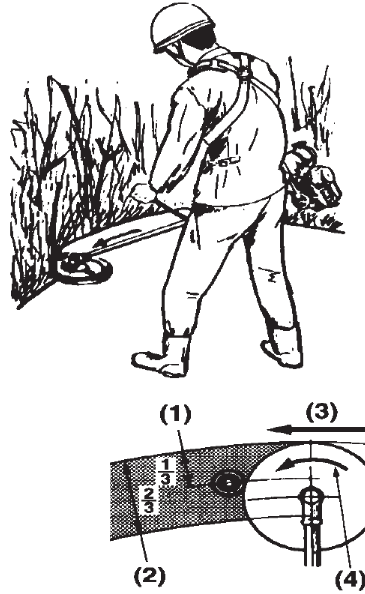 (1) (3)
1/3
2/3
(2) (4)